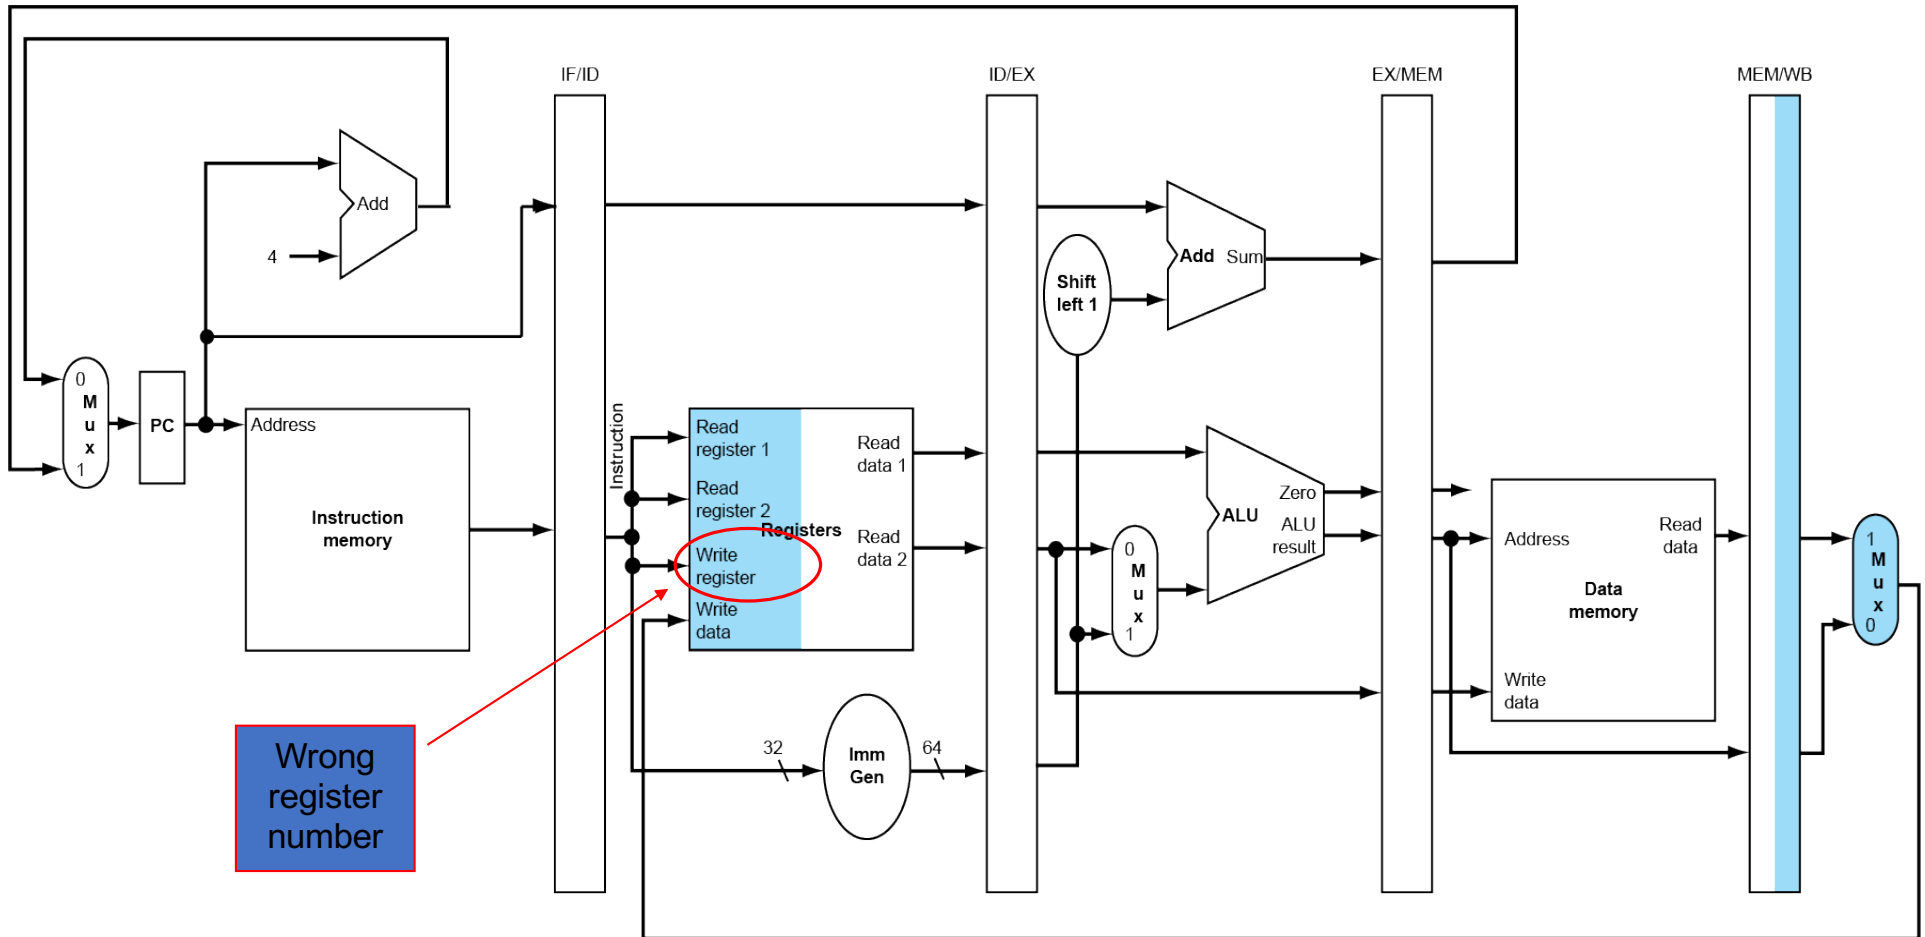 IF/ID
ID/EX
EX/MEM
MEM/WB
Add
4
Add Sum
Shift
left 1
0
M
u
x
1
PC
Address
Instruction
memory
Instruction
Read
register 1
Read
register 2
Registers
Write
register
Write
data
Read
data 1
Read
data 2
0
M
u
x
1
Zero
ALU
ALU
result
Address
Read
data
Data
memory
Write
data
1
M
u
x
0
Wrong
register
number
32
Imm
Gen
64